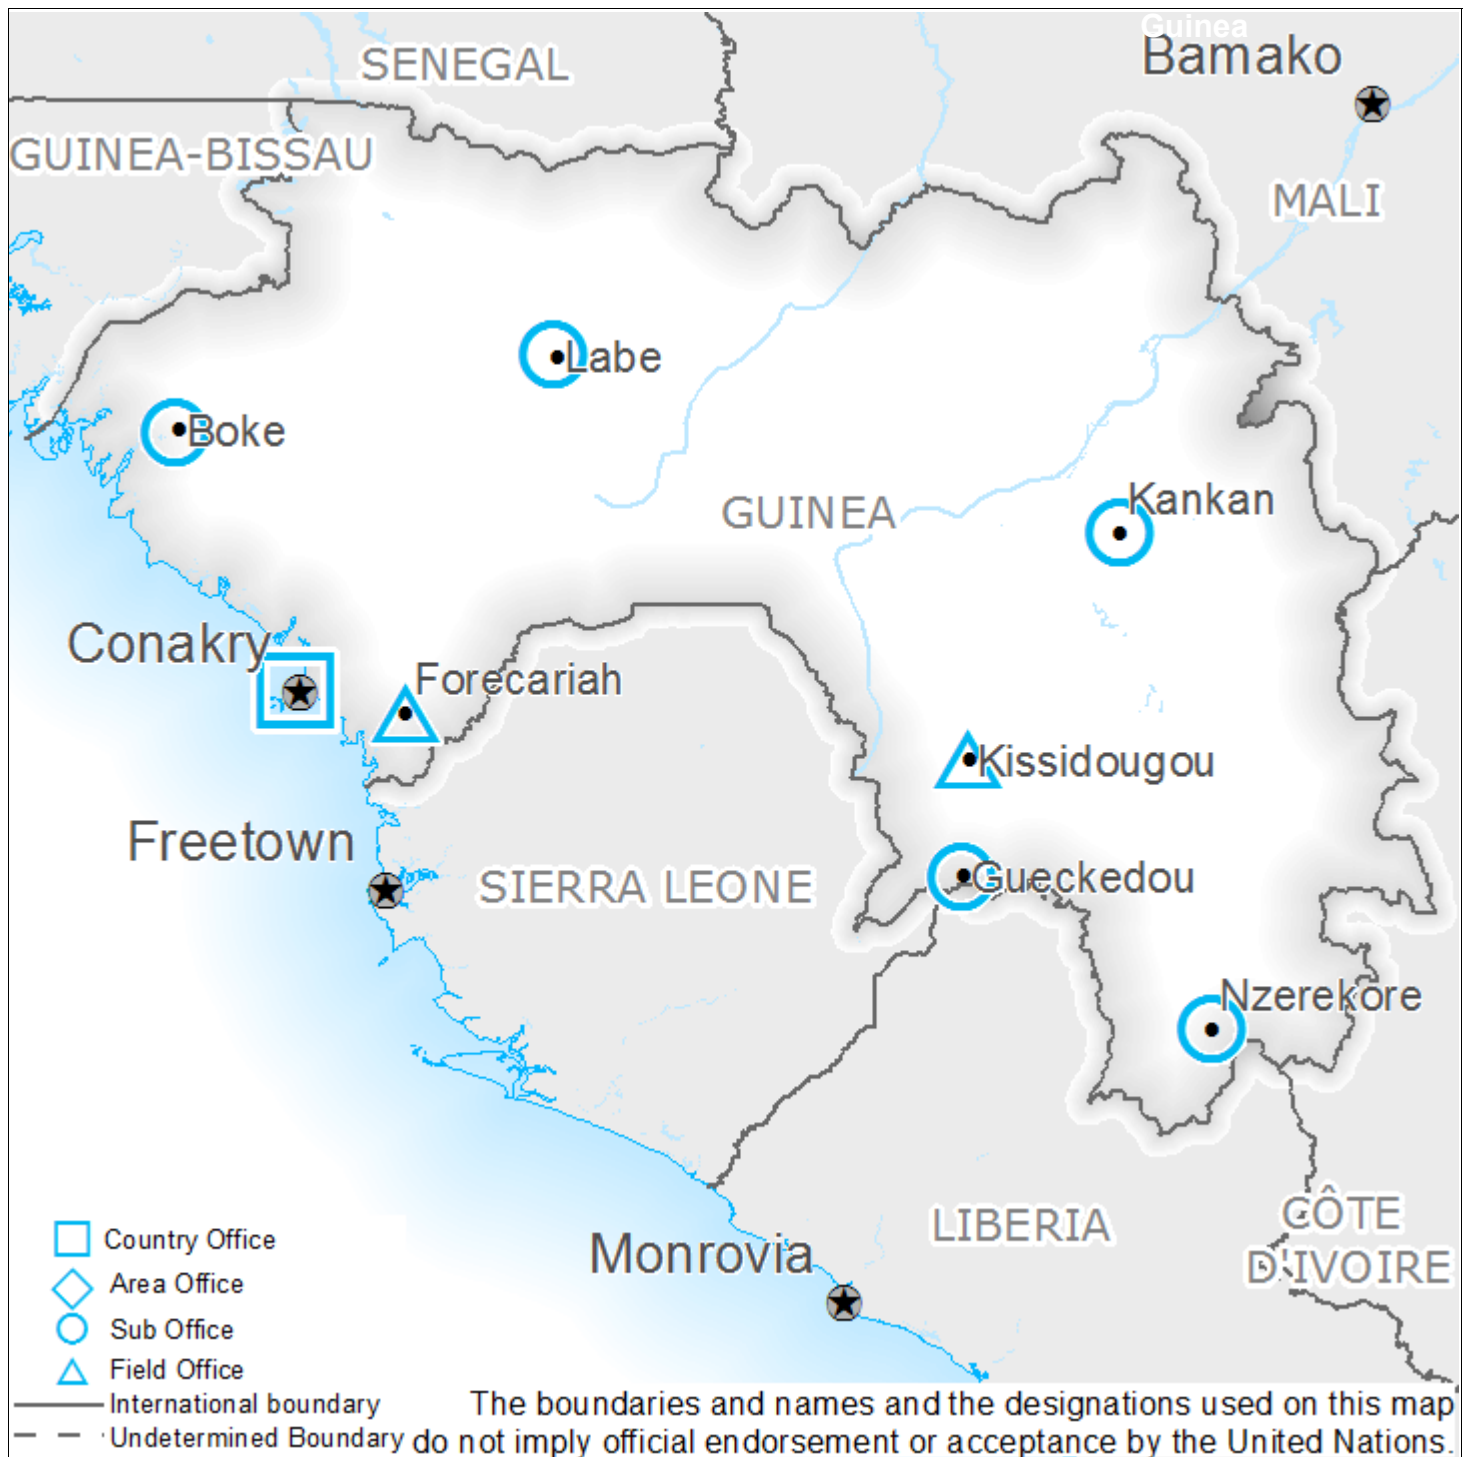 Guinea
Bamako
SENEGAL
GUINEA-BISSAU
MALI
Labe
Boke
Kankan
GUINEA
Conakry
Forecariah
Kissidougou
Freetown
SIERRA LEONE
Gueckedou
Nzerekore
LIBERIA
CÔTE
D'IVOIRE
Monrovia
Country Office
Area Office
Sub Office
Field Office
International boundary
Undetermined Boundary
The boundaries and names and the designations used on this map
do not imply official endorsement or acceptance by the United Nations.